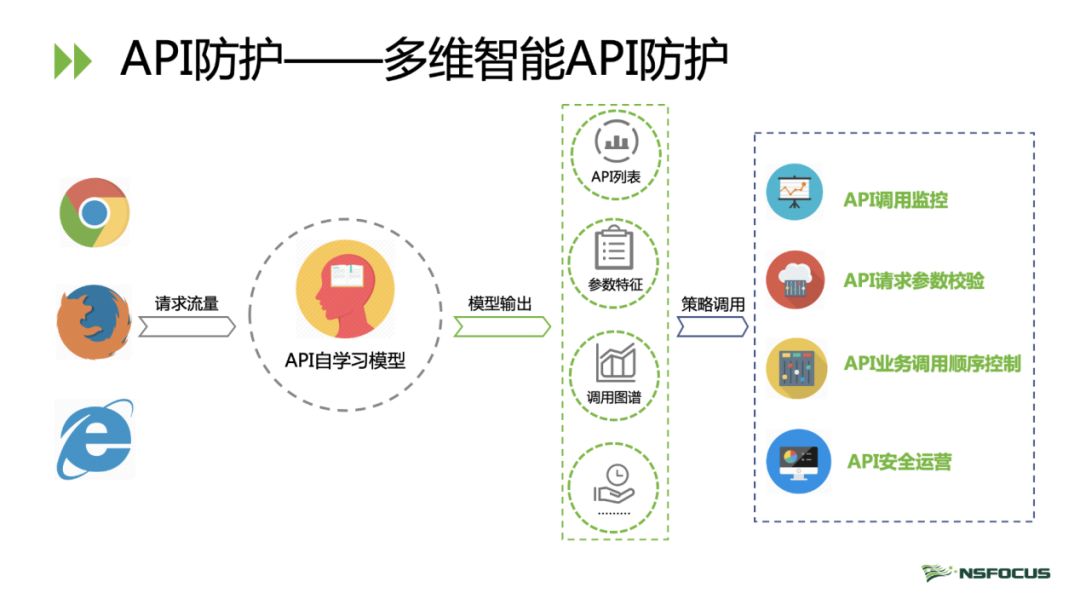 API防护——多维智能API防护
请求流量
API自学习模型
模型输出
API列表
参数特征
调用图谱
………
策略调用
API调用监控
API请求参数校验
API业务调用顺序控制
API安全运营
NSFOCUS